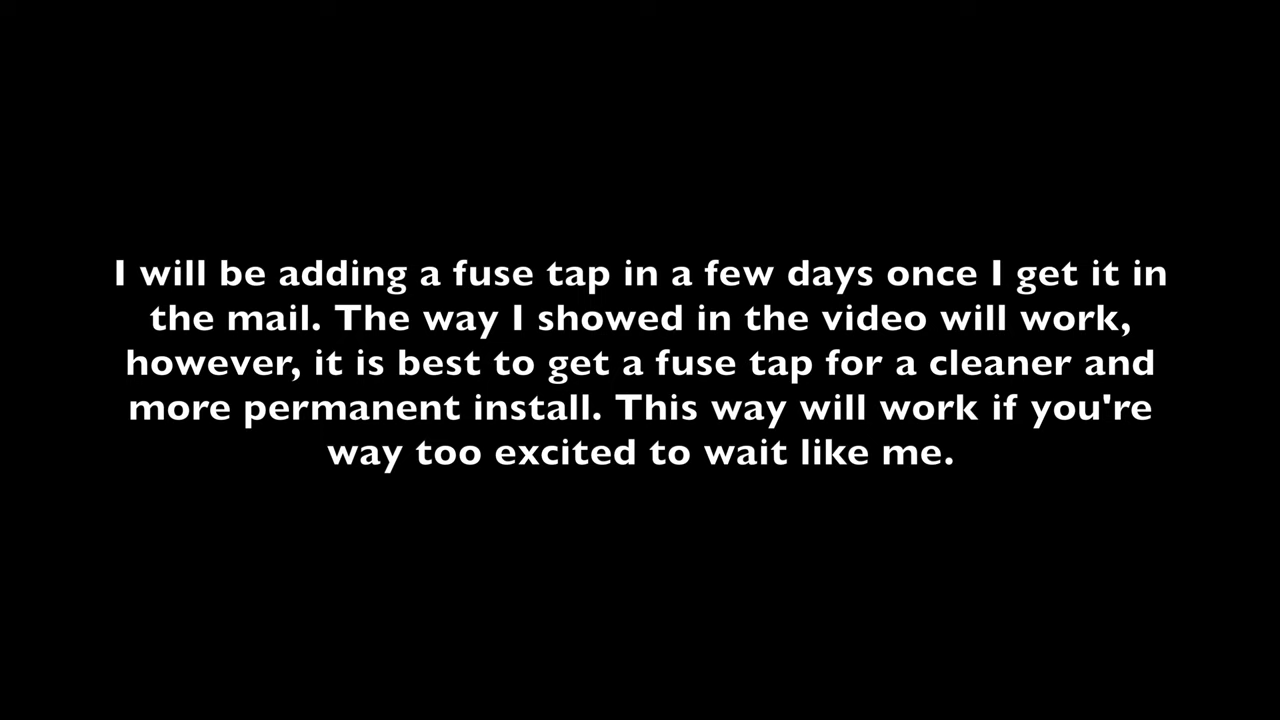 I will be adding a fuse tap in a few days once I get it in
the mail. The way I showed in the video will work,
however, it is best to get a fuse tap for a cleaner and
more permanent install. This way will work if you're
way too excited to wait like me.